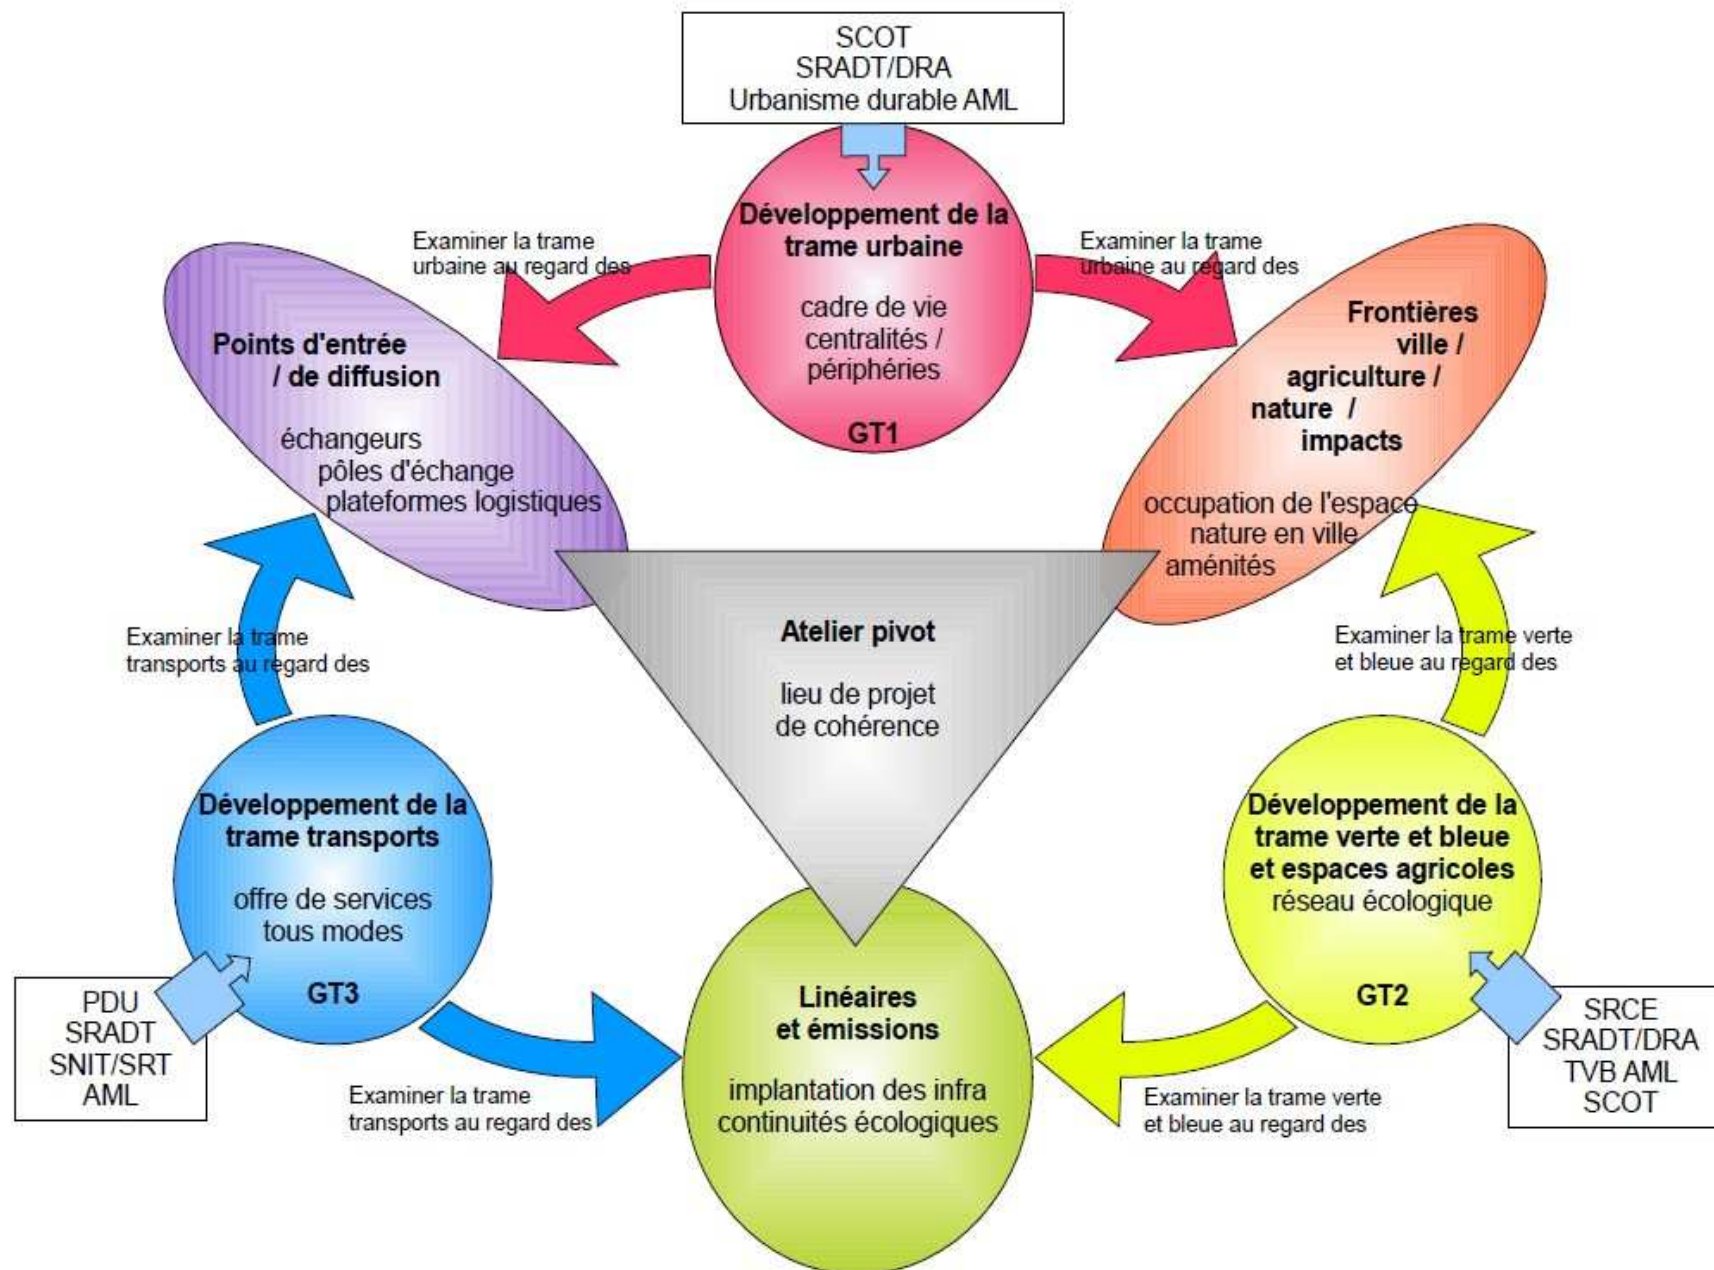 SCOT
SRADT/DRA
Urbanisme durable AML
Développement de la
trame urbaine
cadre de vie
centralités /
périphéries
GT1
Examiner la trame
urbaine au regard des
Examiner la trame
urbaine au regard des
Points d'entrée
/ de diffusion
échangeurs
pôles d'échange
plateformes logistiques
Frontières
ville /
agriculture /
nature /
impacts
occupation de l'espace
nature en ville
aménités
Atelier pivot
lieu de projet
de cohérence
Examiner la trame
transports au regard des
Examiner la trame verte
et bleue au regard des
Développement de la
trame transports
offre de services
tous modes
GT3
PDU
SRADT
SNIT/SRT
AML
Développement de la
trame verte et bleue
et espaces agricoles
réseau écologique
GT2
SRCE
SRADT/DRA
TVB AML
SCOT
Linéaires
et émissions
implantation des infra
continuités écologiques
Examiner la trame
transports au regard des
Examiner la trame verte
et bleue au regard des